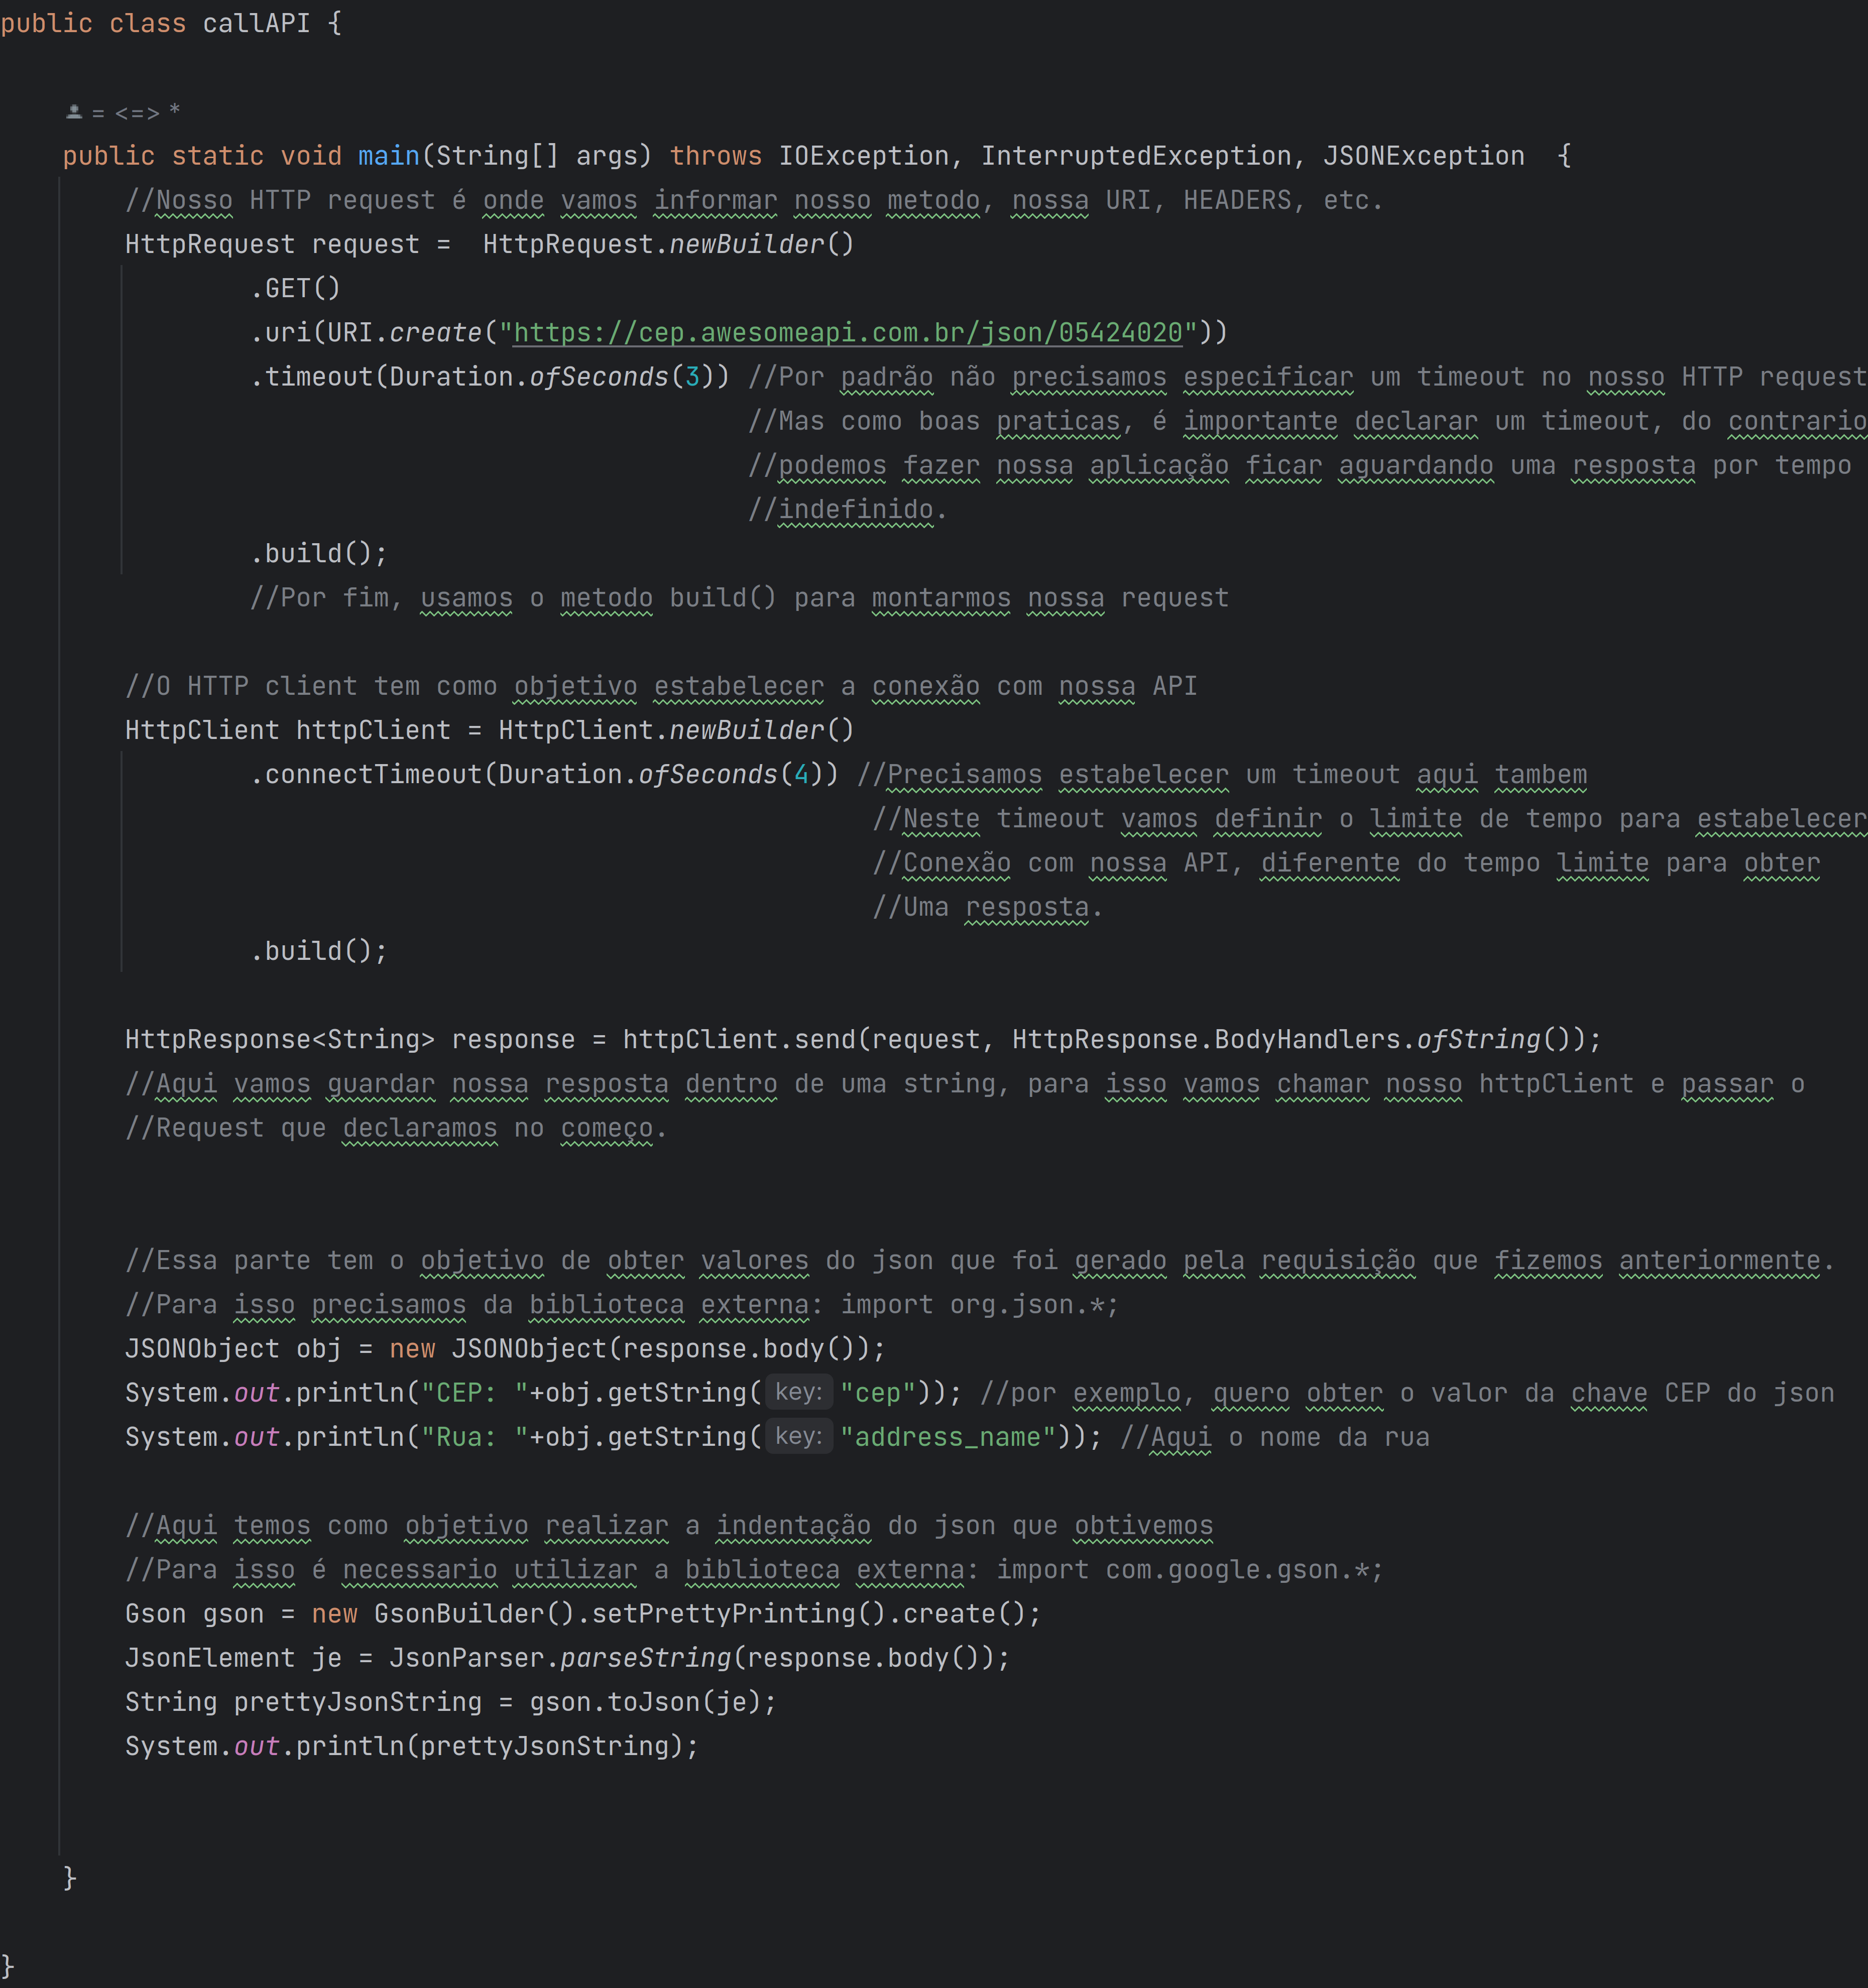 public class callAPI {
= <=> *
public static void main(String[] args) throws IOException, InterruptedException, JSONException  {
//Nosso HTTP request é onde vamos informar nosso metodo, nossa URI, HEADERS, etc.
HttpRequest request =  HttpRequest.newBuilder()
.GET()
.uri(URI.create("https://cep.awesomeapi.com.br/json/05424020"))
.timeout(Duration.ofSeconds(3)) //Por padrão não precisamos especificar um timeout no nosso HTTP request
//Mas como boas praticas, é importante declarar um timeout, do contrario
//podemos fazer nossa aplicação ficar aguardando uma resposta por tempo
//indefinido.
.build();
//Por fim, usamos o metodo build() para montarmos nossa request
//O HTTP client tem como objetivo estabelecer a conexão com nossa API
HttpClient httpClient = HttpClient.newBuilder()
.connectTimeout(Duration.ofSeconds(4)) //Precisamos estabelecer um timeout aqui tambem
//Neste timeout vamos definir o limite de tempo para estabelecer
//Conexão com nossa API, diferente do tempo limite para obter
//Uma resposta.
.build();
HttpResponse<String> response = httpClient.send(request, HttpResponse.BodyHandlers.ofString());
//Aqui vamos guardar nossa resposta dentro de uma string, para isso vamos chamar nosso httpClient e passar o
//Request que declaramos no começo.
//Essa parte tem o objetivo de obter valores do json que foi gerado pela requisição que fizemos anteriormente.
//Para isso precisamos da biblioteca externa: import org.json.*;
JSONObject obj = new JSONObject(response.body());
System.out.println("CEP: "+obj.getString( key: "cep")); //por exemplo, quero obter o valor da chave CEP do json
System.out.println("Rua: "+obj.getString( key: "address_name")); //Aqui o nome da rua
//Aqui temos como objetivo realizar a indentação do json que obtivemos
//Para isso é necessario utilizar a biblioteca externa: import com.google.gson.*;
Gson gson = new GsonBuilder().setPrettyPrinting().create();
JsonElement je = JsonParser.parseString(response.body());
String prettyJsonString = gson.toJson(je);
System.out.println(prettyJsonString);
}
}